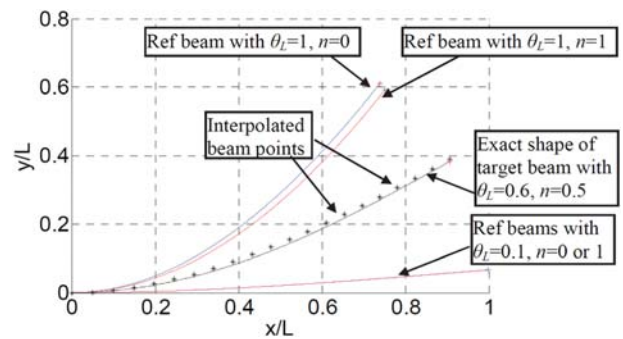 0.8
Ref beam with θL=1, n=0
Ref beam with θL=1, n=1
0.6
Interpolated
beam points
y/L
0.4
Exact shape of
target beam with
θL=0.6, n=0.5
0.2
Ref beams with
θL=0.1, n=0 or 1
0
0 0.2 0.4 0.6 0.8 1
x/L